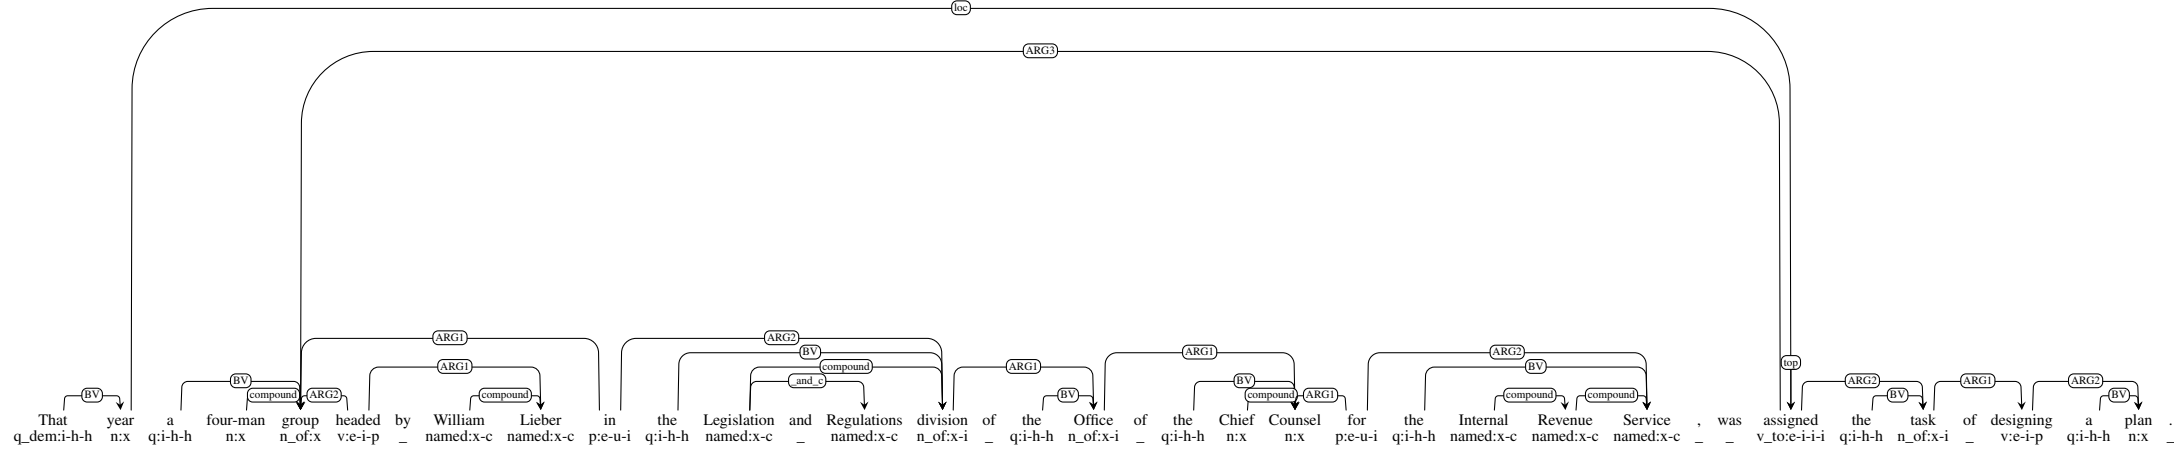 loc
ARG3
top
ARG1 ARG2
BV ARG1
ARG1 compound ARG1 ARG2
BV _and_c BV BV ARG2 ARG1 ARG2
BV compound ARG2 compound BV compound ARG1 compound compound BV BV
That year a four-man group headed by William Lieber in the Legislation and Regulations division of the Office of the Chief Counsel for the Internal Revenue Service , was assigned the task of designing a plan .
q_dem:i-h-h n:x q:i-h-h n:x n_of:x v:e-i-p _ named:x-c named:x-c p:e-u-i q:i-h-h named:x-c _ named:x-c n_of:x-i _ q:i-h-h n_of:x-i _ q:i-h-h n:x n:x p:e-u-i q:i-h-h named:x-c named:x-c named:x-c _ _ v_to:e-i-i-i q:i-h-h n_of:x-i _ v:e-i-p q:i-h-h n:x _